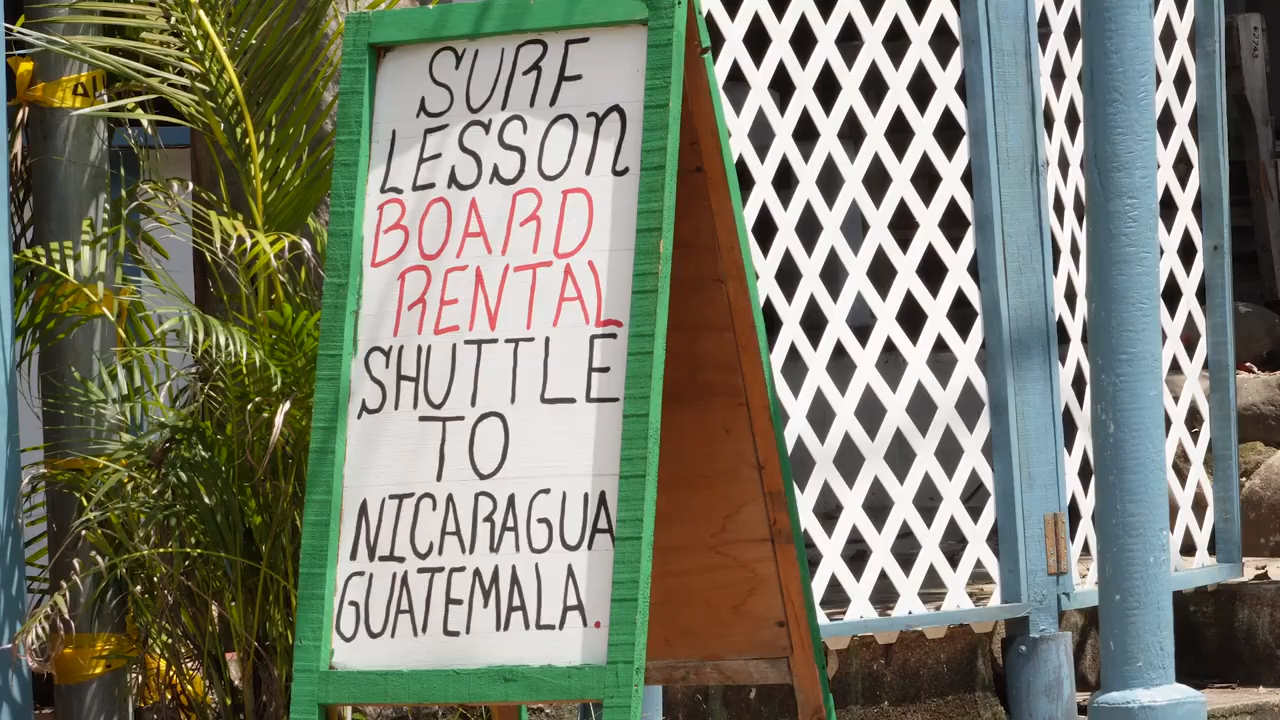 SURF
LESSON
BOARD
RENTAL
SHUTTLE
TO
NICARAGUA
GUATEMALA.